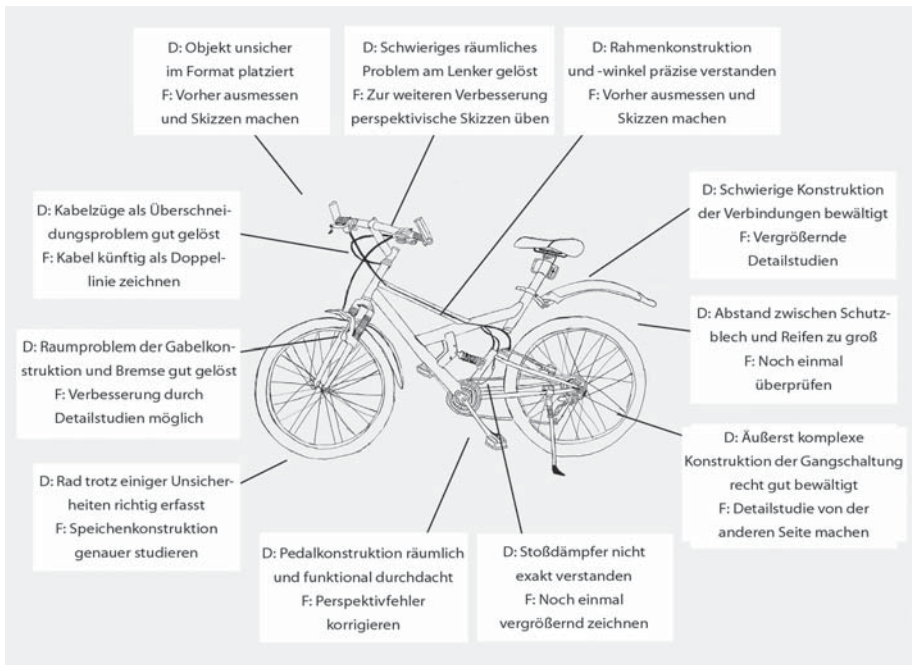 D: Objekt unsicher
im Format platziert
F: Vorher ausmessen
und Skizzen machen
D: Schwieriges räumliches
Problem am Lenker gelöst
F: Zur weiteren Verbesserung
perspektivische Skizzen üben
D: Rahmenkonstruktion
und -winkel präzise verstanden
F: Vorher ausmessen und
Skizzen machen
D: Kabelzüge als Überschnei-
dungsproblem gut gelöst
F: Kabel künftig als Doppel-
linie zeichnen
D: Schwierige Konstruktion
der Verbindungen bewältigt
F: Vergrößernde
Detailstudien
D: Raumproblem der Gabelkon-
struktion und Bremse gut gelöst
F: Verbesserung durch
Detailstudien möglich
D: Abstand zwischen Schutz-
blech und Reifen zu groß
F: Noch einmal
überprüfen
D: Rad trotz einiger Unsicher-
heiten richtig erfasst
F: Speichenkonstruktion
genauer studieren
D: Äußerst komplexe
Konstruktion der Gangschaltung
recht gut bewältigt
F: Detailstudie von der
anderen Seite machen
D: Pedalkonstruktion räumlich
und funktional durchdacht
F: Perspektivfehler
korrigieren
D: Stoßdämpfer nicht
exakt verstanden
F: Noch einmal
vergrößernd zeichnen